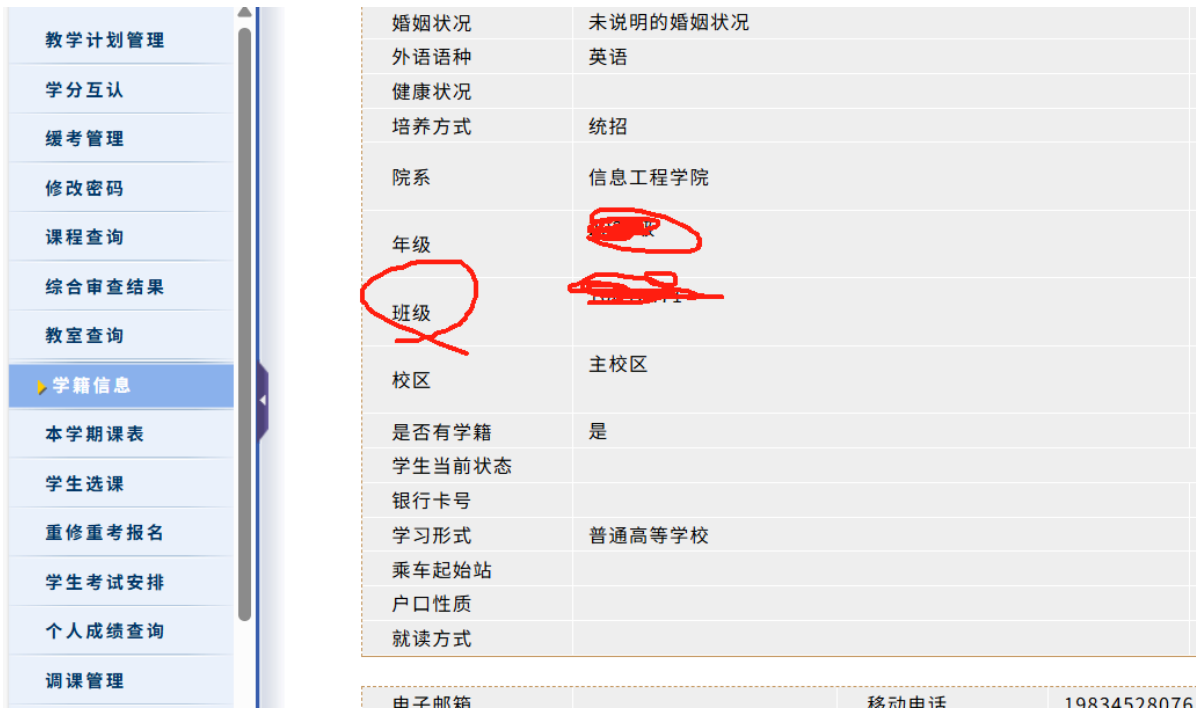 教学计划管理
学分互认
缓考管理
修改密码
课程查询
综合审查结果
教室查询
学籍信息
本学期课表
学生选课
重修重考报名
学生考试安排
个人成绩查询
调课管理
婚姻状况 未说明的婚姻状况
外语语种 英语
健康状况
培养方式 统招
院系 信息工程学院
年级
班级
校区 主校区
是否有学籍 是
学生当前状态
银行卡号
学习形式 普通高等学校
乘车起始站
户口性质
就读方式
电子邮箱 移动电话 19834528076